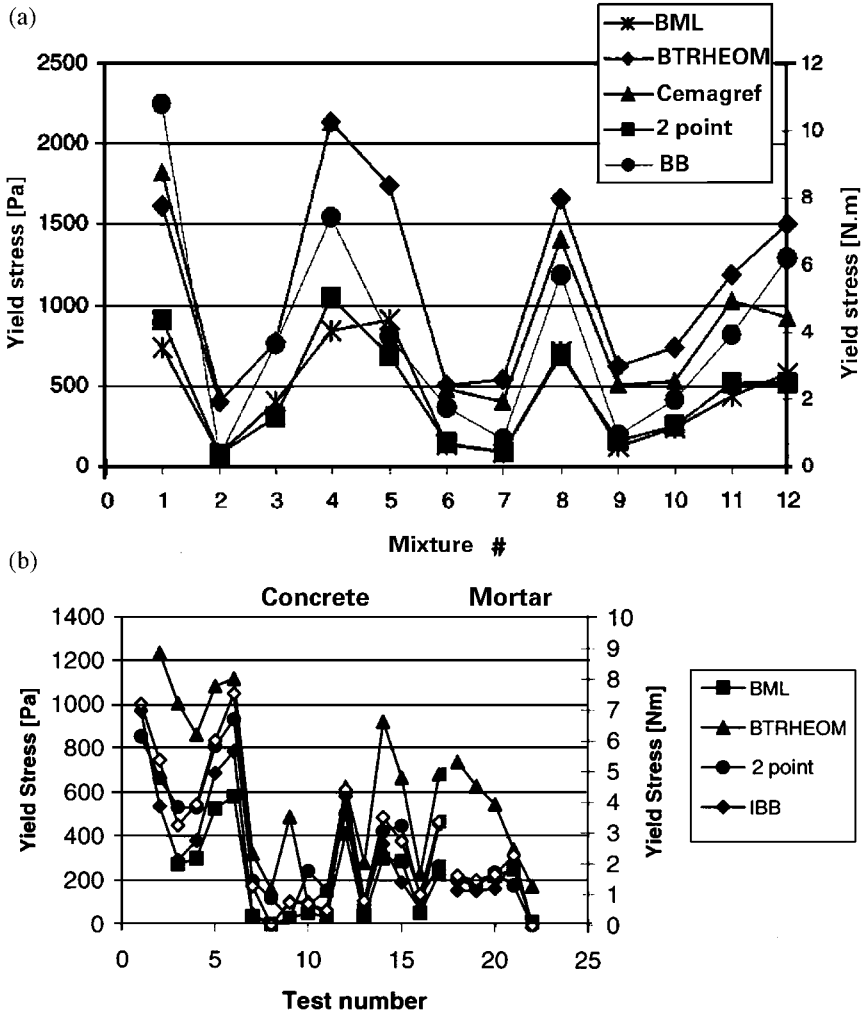 (a)
BML
BTRHEOM
Cemagref
2 point
BB
2500
2000
1500
1000
500
0
Yield stress [Pa]
12
10
8
6
4
2
0
Yield stress [N.m]
0 1 2 3 4 5 6 7 8 9 10 11 12
Mixture #
(b)
Concrete Mortar
1400
1200
1000
800
600
400
200
0
Yield Stress [Pa]
10
9
8
7
6
5
4
3
2
1
0
Yield Stress [Nm]
BML
BTRHEOM
2 point
IBB
0 5 10 15 20 25
Test number